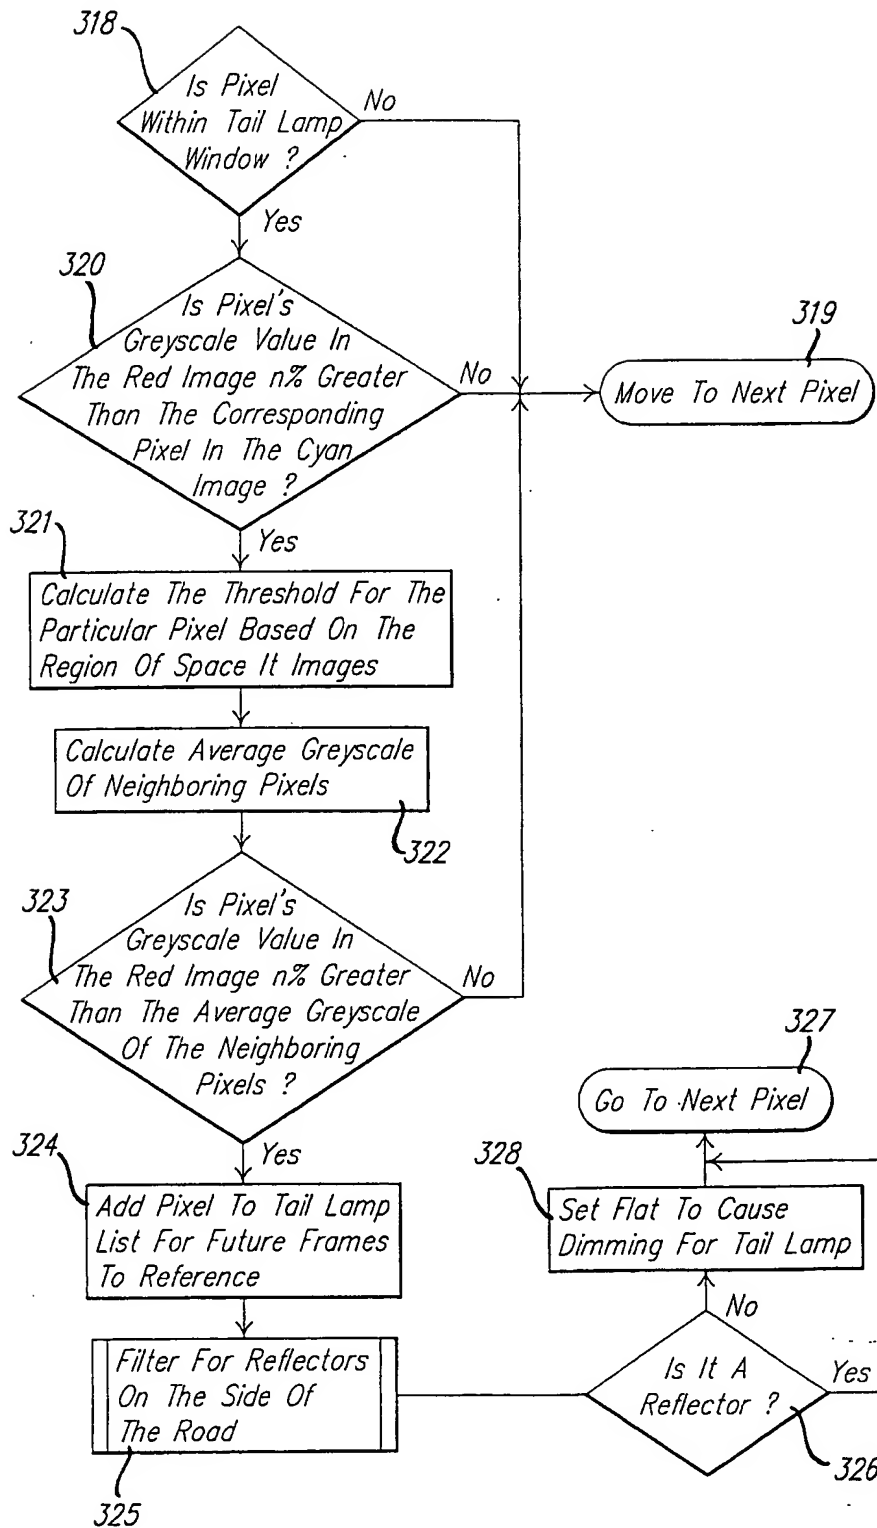 318
Is Pixel
Within Tail Lamp
Window ?
No
Yes
320
Is Pixel's
Greyscale Value In
The Red Image n% Greater
Than The Corresponding
Pixel In The Cyan
Image ?
No
319
Move To Next Pixel
Yes
321
Calculate The Threshold For The
Particular Pixel Based On The
Region Of Space It Images
Calculate Average Greyscale
Of Neighboring Pixels
322
323
Is Pixel's
Greyscale Value In
The Red Image n% Greater
Than The Average Greyscale
Of The Neighboring
Pixels ?
No
Yes
324
Add Pixel To Tail Lamp
List For Future Frames
To Reference
Filter For Reflectors
On The Side Of
The Road
325
327
Go To Next Pixel
328
Set Flat To Cause
Dimming For Tail Lamp
No
Is It A
Reflector ?
Yes
326